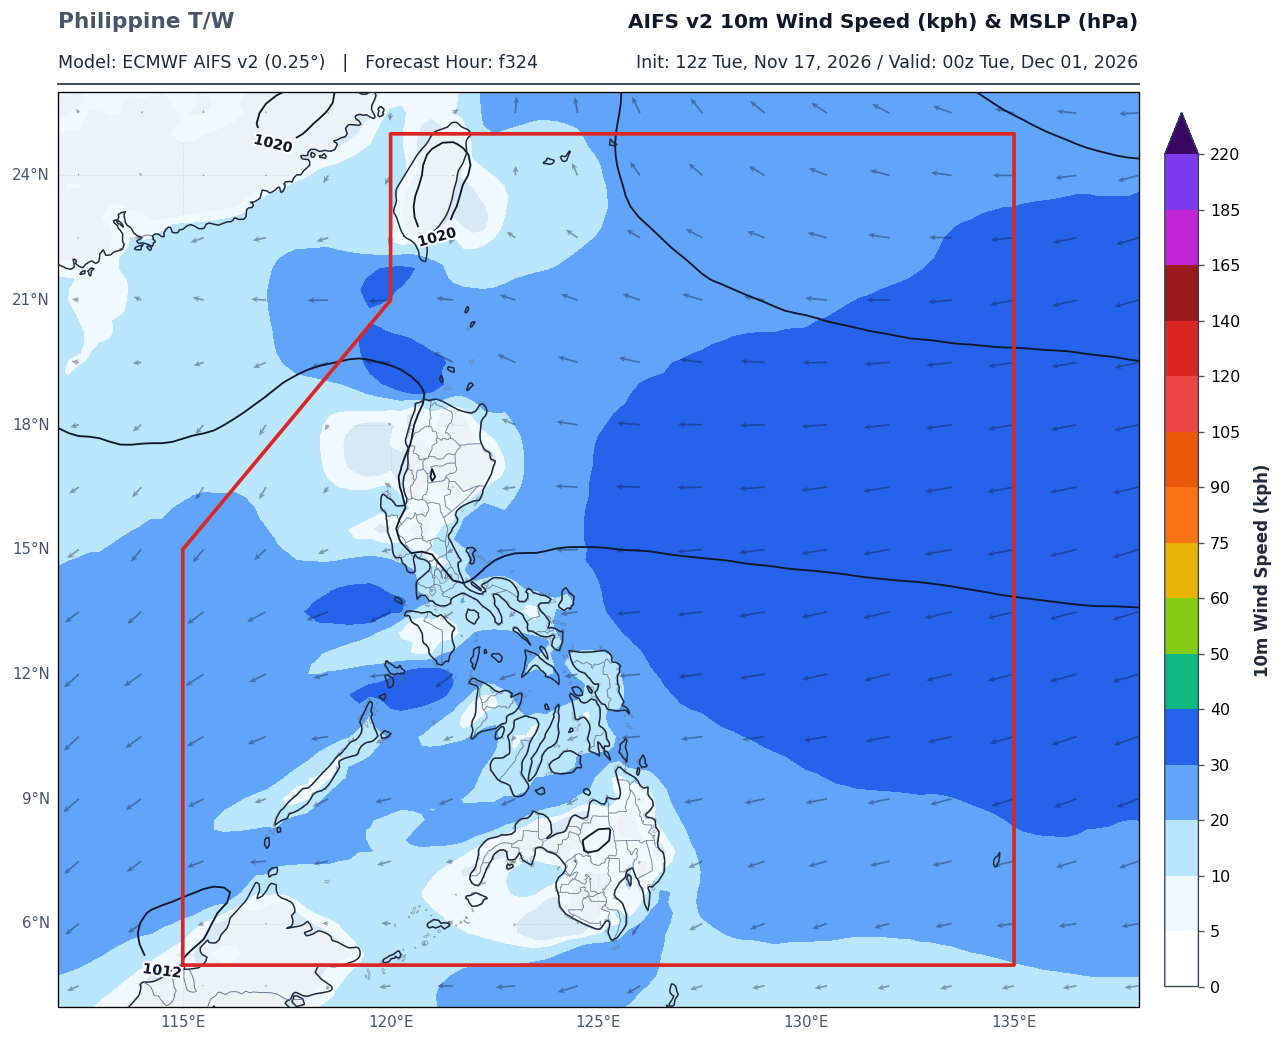 Philippine T/W
AIFS v2 10m Wind Speed (kph) & MSLP (hPa)
Model: ECMWF AIFS v2 (0.25°) | Forecast Hour: f324
Init: 12z Tue, Nov 17, 2026 / Valid: 00z Tue, Dec 01, 2026
24°N
21°N
18°N
15°N
12°N
9°N
6°N
1020
1020
1012
115°E
120°E
125°E
130°E
135°E
220
185
165
140
120
105
90
75
60
50
40
30
20
10
5
0
10m Wind Speed (kph)